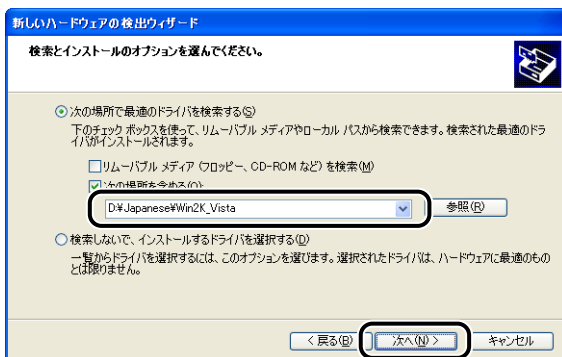 新しいハードウェアの検出ウィザード
検索とインストールのオプションを選んでください。
次の場所で最適のドライバを検索する(S)
下のチェック ボックスを使って、リムーバブル メディアやローカル パスから検索できます。検索された最適のドラ
イバがインストールされます。
リムーバブル メディア (フロッピー、CD-ROM など) を検索(M)
次の場所を含める(O):
D:¥Japanese¥Win2K_Vista
参照(R)
検索しないで、インストールするドライバを選択する(D)
一覧からドライバを選択するには、このオプションを選びます。選択されたドライバは、ハードウェアに最適のもの
とは限りません。
< 戻る(B)
次へ(N) >
キャンセル